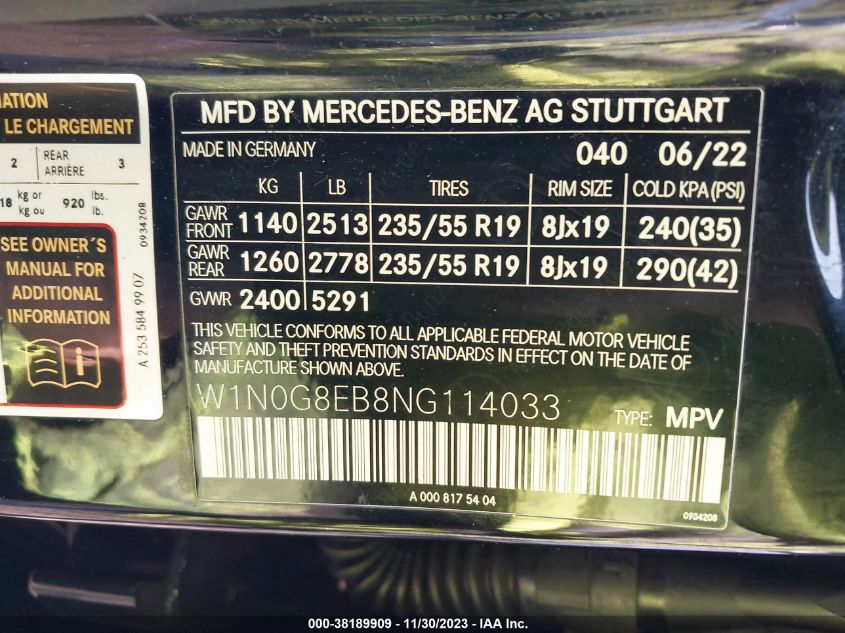 MATION
LE CHARGEMENT
2 REAR ARRIÈRE 3
kg or kg ou 920 lbs. lb.
SEE OWNER´S
MANUAL FOR
ADDITIONAL
INFORMATION
A 253 584 99 07
0934208
MFD BY MERCEDES-BENZ AG STUTTGART
MADE IN GERMANY 040 06/22
KG LB TIRES RIM SIZE COLD KPA(PSI)
GAWR FRONT 1140 2513 235/55 R19 8Jx19 240(35)
GAWR REAR 1260 2778 235/55 R19 8Jx19 290(42)
GVWR 2400 5291
THIS VEHICLE CONFORMS TO ALL APPLICABLE FEDERAL MOTOR VEHICLE
SAFETY AND THEFT PREVENTION STANDARDS IN EFFECT ON THE DATE OF
MANUFACTURE SHOWN ABOVE.
W1N0G8EB8NG114033 TYPE: MPV
A 000 817 54 04
0934208
000-38189909 - 11/30/2023 - IAA Inc.